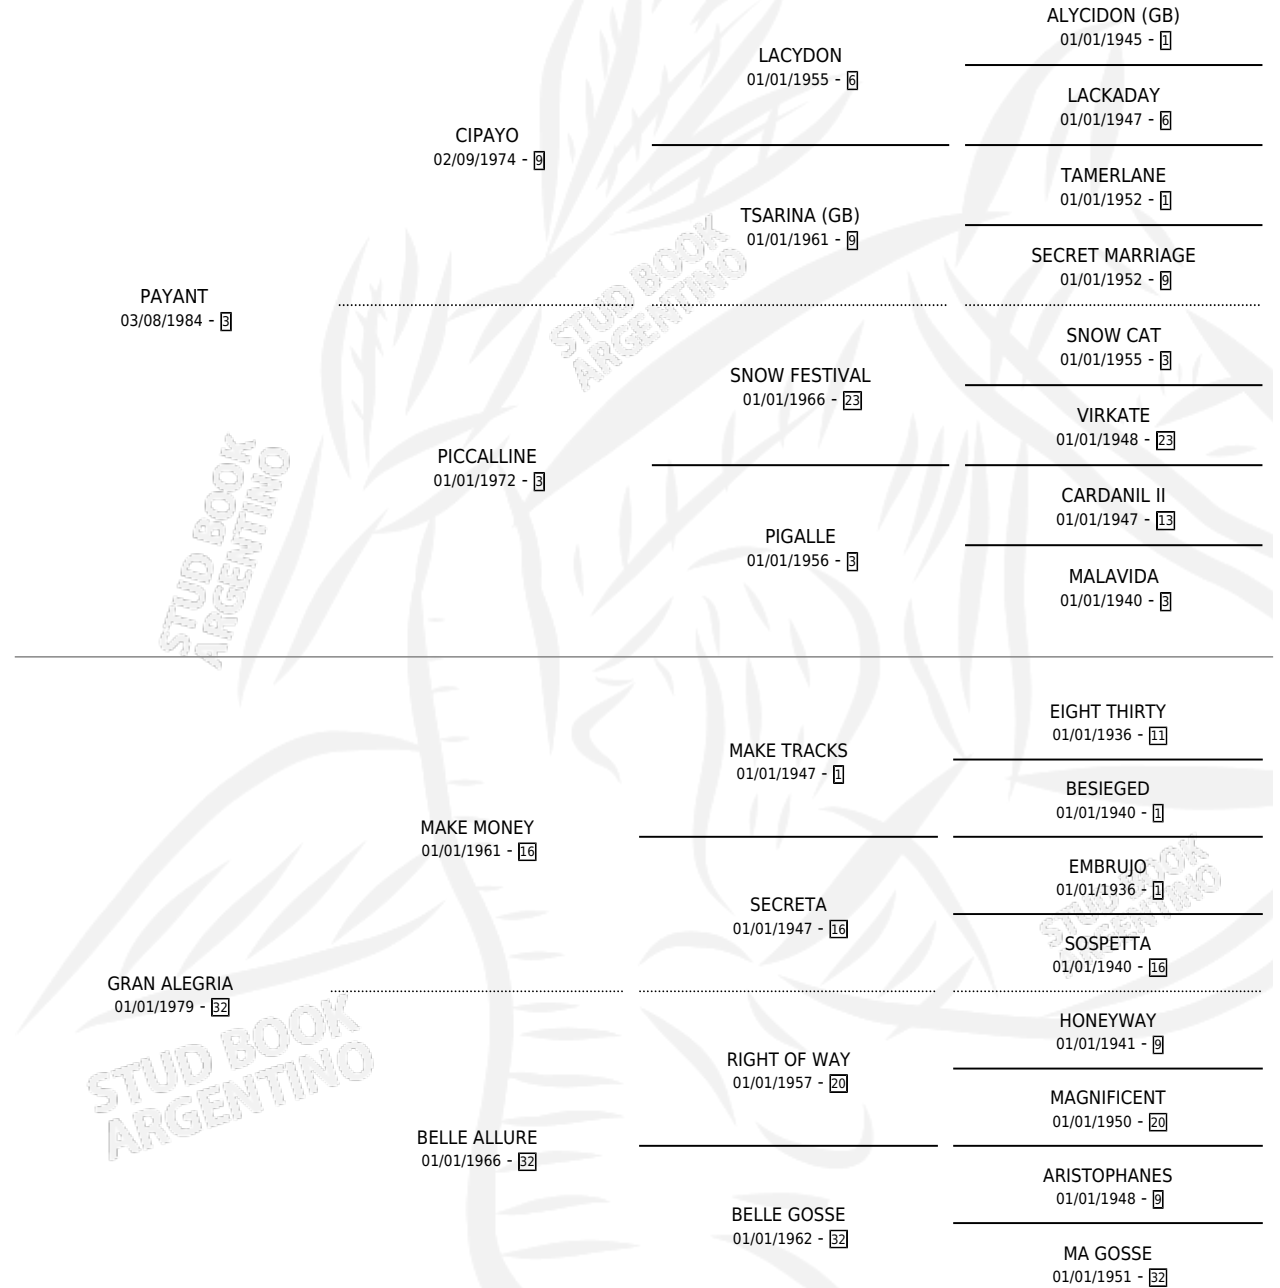 ALYCIDON (GB)
01/01/1945 - 1
LACYDON
01/01/1955 - 6
LACKADAY
01/01/1947 - 6
CIPAYO
02/09/1974 - 9
TAMERLANE
01/01/1952 - 1
TSARINA (GB)
01/01/1961 - 9
SECRET MARRIAGE
01/01/1952 - 9
PAYANT
03/08/1984 - 3
STUD BOOK
ARGENTINO
SNOW CAT
01/01/1955 - 3
SNOW FESTIVAL
01/01/1966 - 23
VIRKATE
01/01/1948 - 23
PICCALLINE
01/01/1972 - 3
CARDANIL II
01/01/1947 - 13
PIGALLE
01/01/1956 - 3
MALAVIDA
01/01/1940 - 3
STUD BOOK
ARGENTINO
EIGHT THIRTY
01/01/1936 - 11
MAKE TRACKS
01/01/1947 - 1
BESIEGED
01/01/1940 - 1
MAKE MONEY
01/01/1961 - 16
EMBRUJO
01/01/1936 - 1
SECRETA
01/01/1947 - 16
SOSPETTA
01/01/1940 - 16
STUD BOOK
ARGENTINO
GRAN ALEGRIA
01/01/1979 - 32
HONEYWAY
01/01/1941 - 9
RIGHT OF WAY
01/01/1957 - 20
MAGNIFICENT
01/01/1950 - 20
STUD BOOK
ARGENTINO
BELLE ALLURE
01/01/1966 - 32
ARISTOPHANES
01/01/1948 - 9
BELLE GOSSE
01/01/1962 - 32
MA GOSSE
01/01/1951 - 32